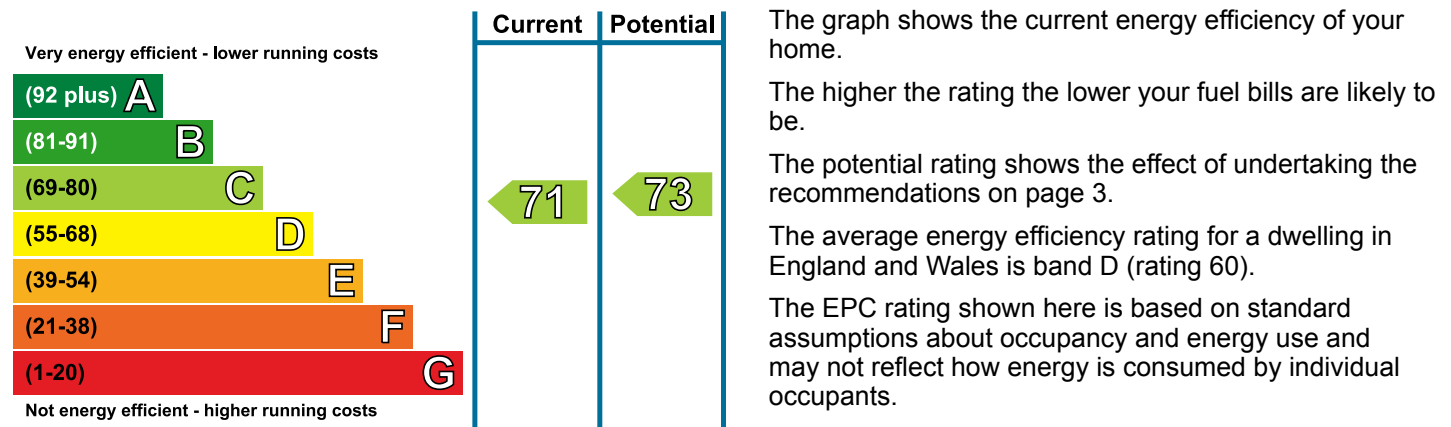 Current Potential
Very energy efficient - lower running costs
(92 plus) A
(81-91) B
(69-80) C
(55-68) D
(39-54) E
(21-38) F
(1-20) G
Not energy efficient - higher running costs
71
73
The graph shows the current energy efficiency of your
home.
The higher the rating the lower your fuel bills are likely to
be.
The potential rating shows the effect of undertaking the
recommendations on page 3.
The average energy efficiency rating for a dwelling in
England and Wales is band D (rating 60).
The EPC rating shown here is based on standard
assumptions about occupancy and energy use and
may not reflect how energy is consumed by individual
occupants.